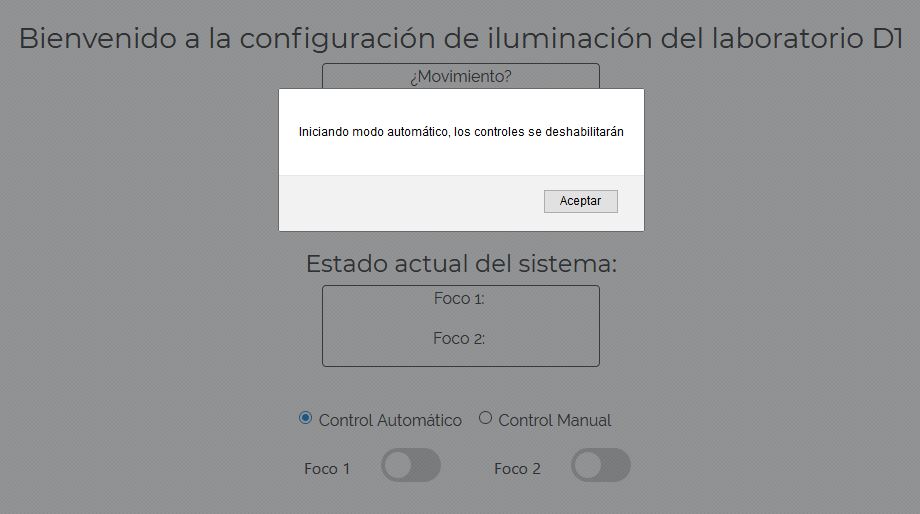 Bienvenido a la configuración de iluminación del laboratorio D1
¿Movimiento?
Iniciando modo automático, los controles se deshabilitarán
Aceptar
Estado actual del sistema:
Foco 1:
Foco 2:
Control Automático Control Manual
Foco 1 Foco 2